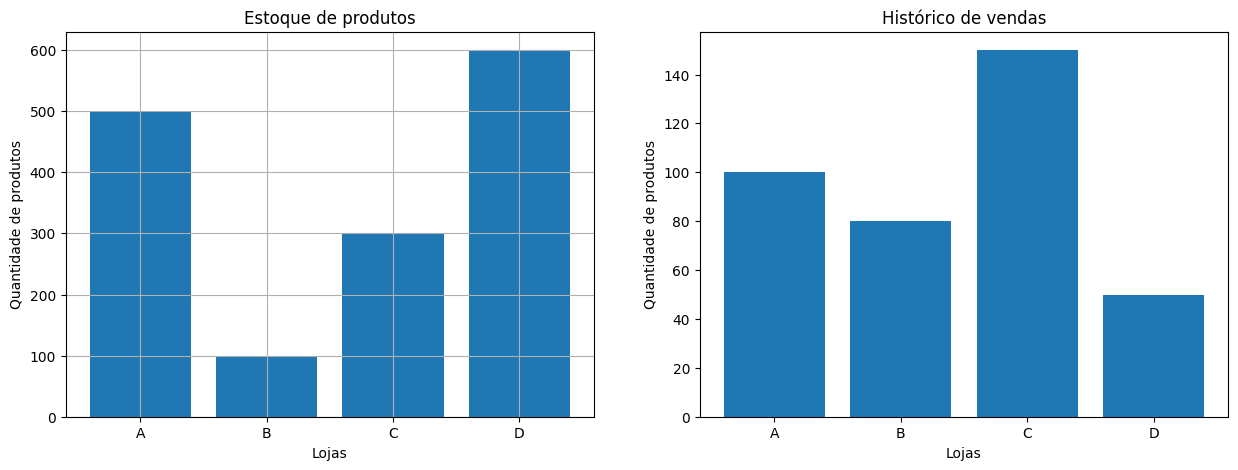 Estoque de produtos
Quantidade de produtos
600
500
400
300
200
100
0
A B C D
Lojas
Histórico de vendas
Quantidade de produtos
140
120
100
80
60
40
20
0
A B C D
Lojas